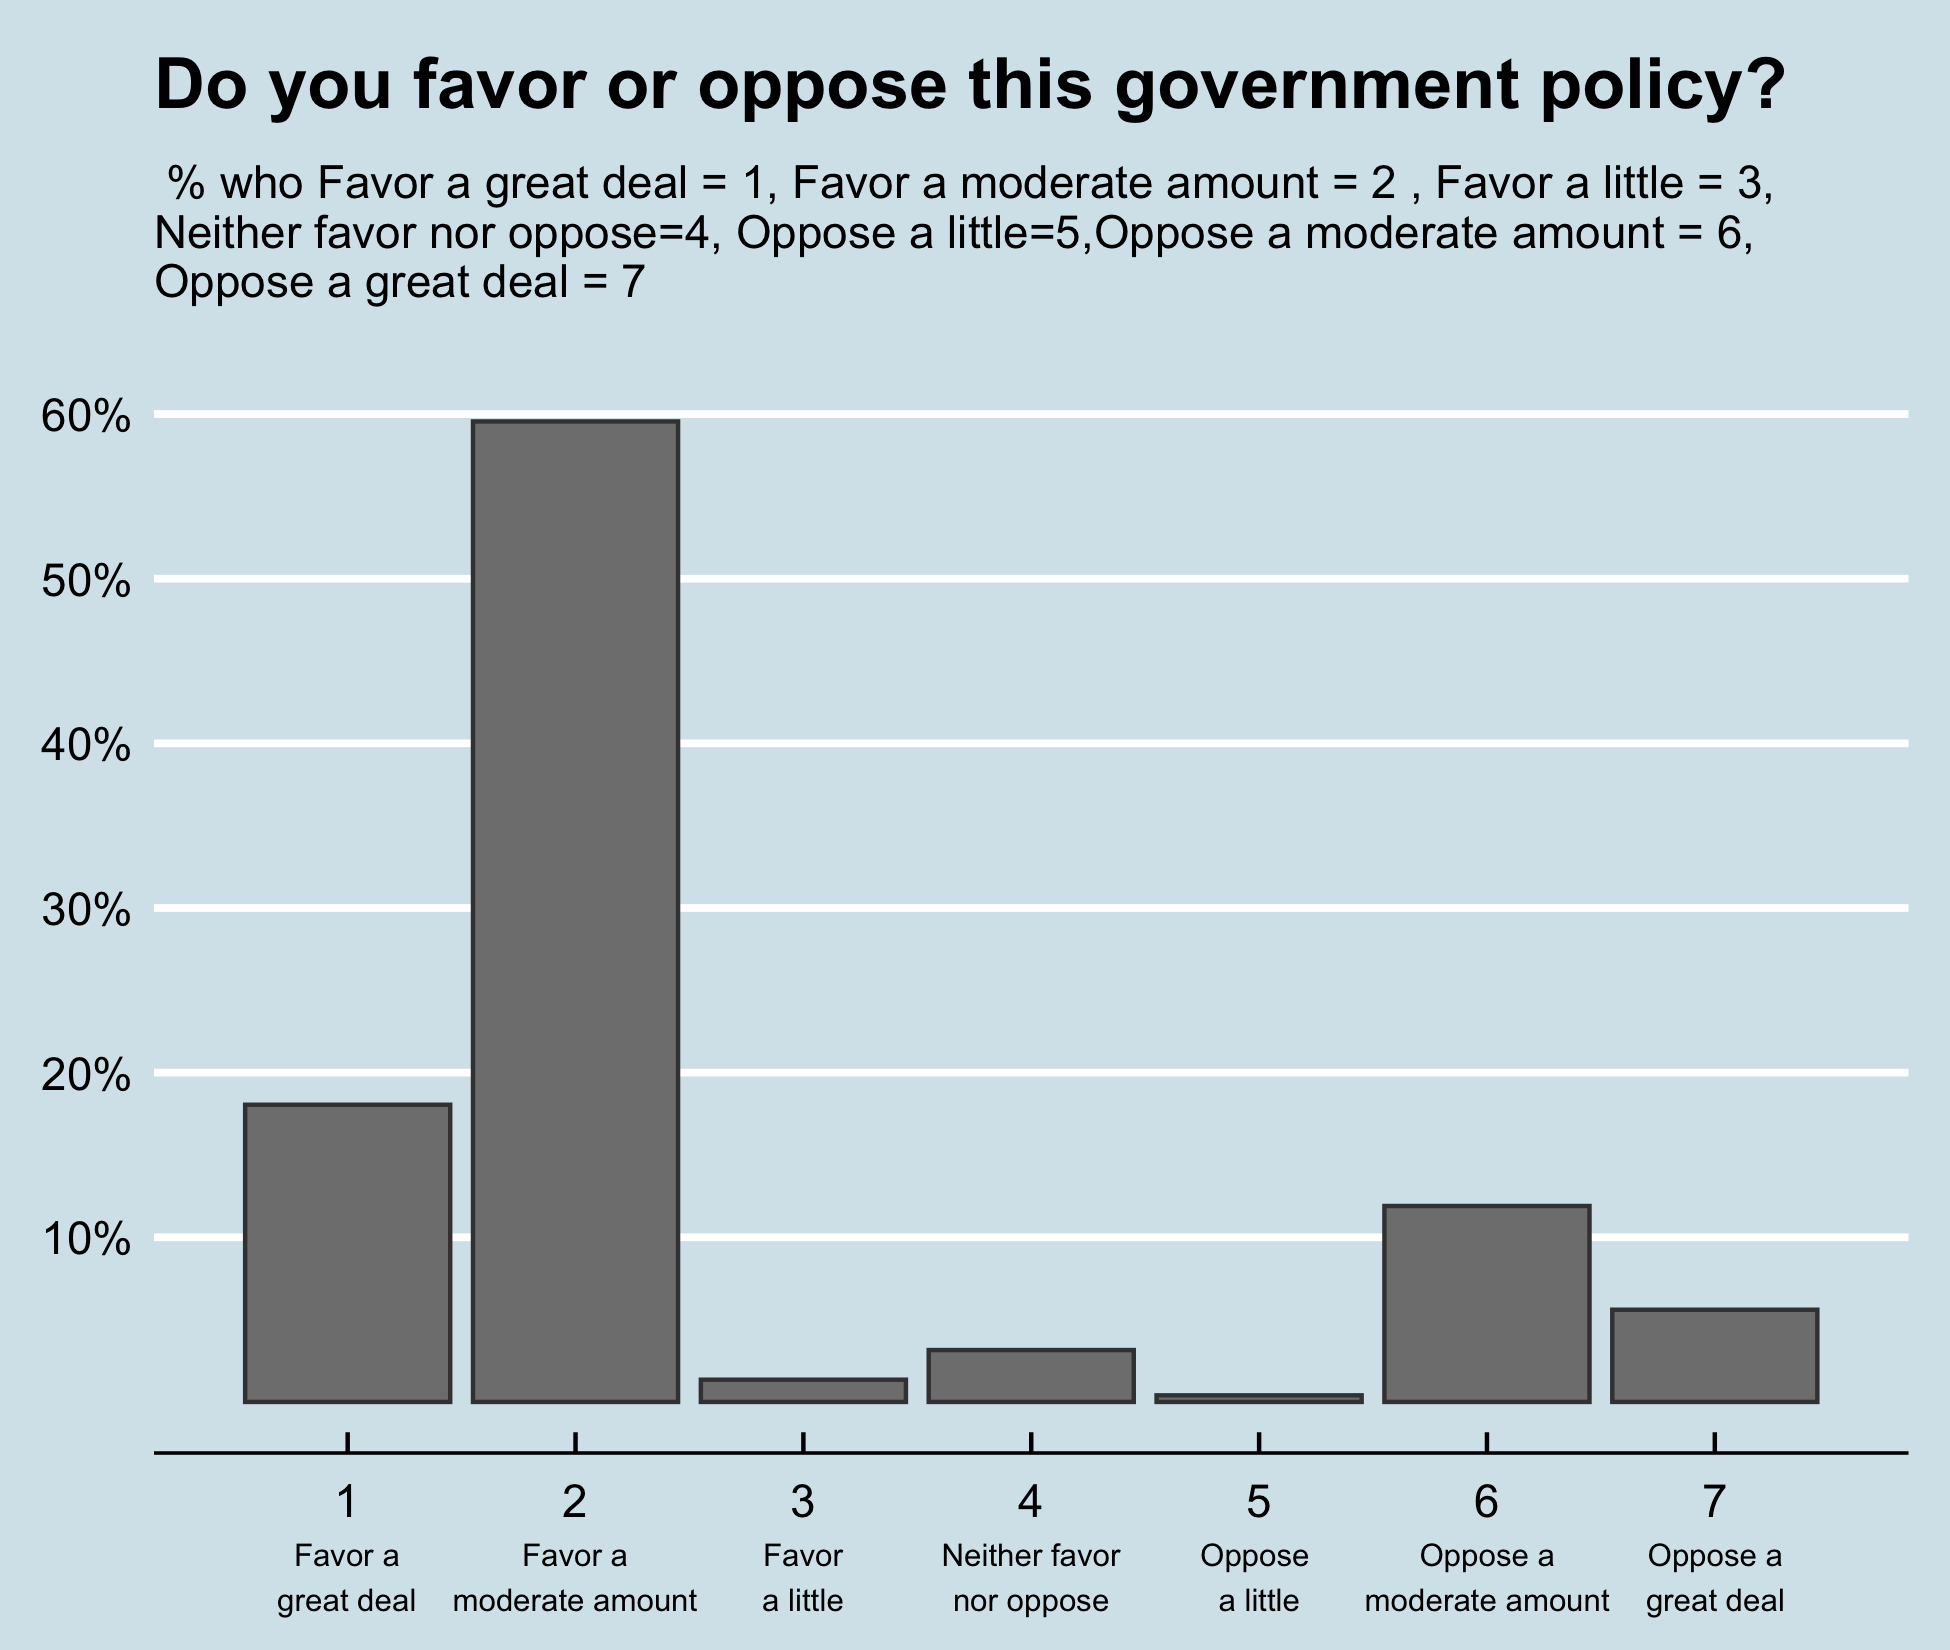 Do you favor or oppose this government policy?
% who Favor a great deal = 1, Favor a moderate amount = 2 , Favor a little = 3,
Neither favor nor oppose=4, Oppose a little=5,Oppose a moderate amount = 6,
Oppose a great deal = 7
60%
50%
40%
30%
20%
10%
1 2 3 4 5 6 7
Favor a Favor a Favor Neither favor Oppose Oppose a Oppose a
great deal moderate amount a little nor oppose a little moderate amount great deal